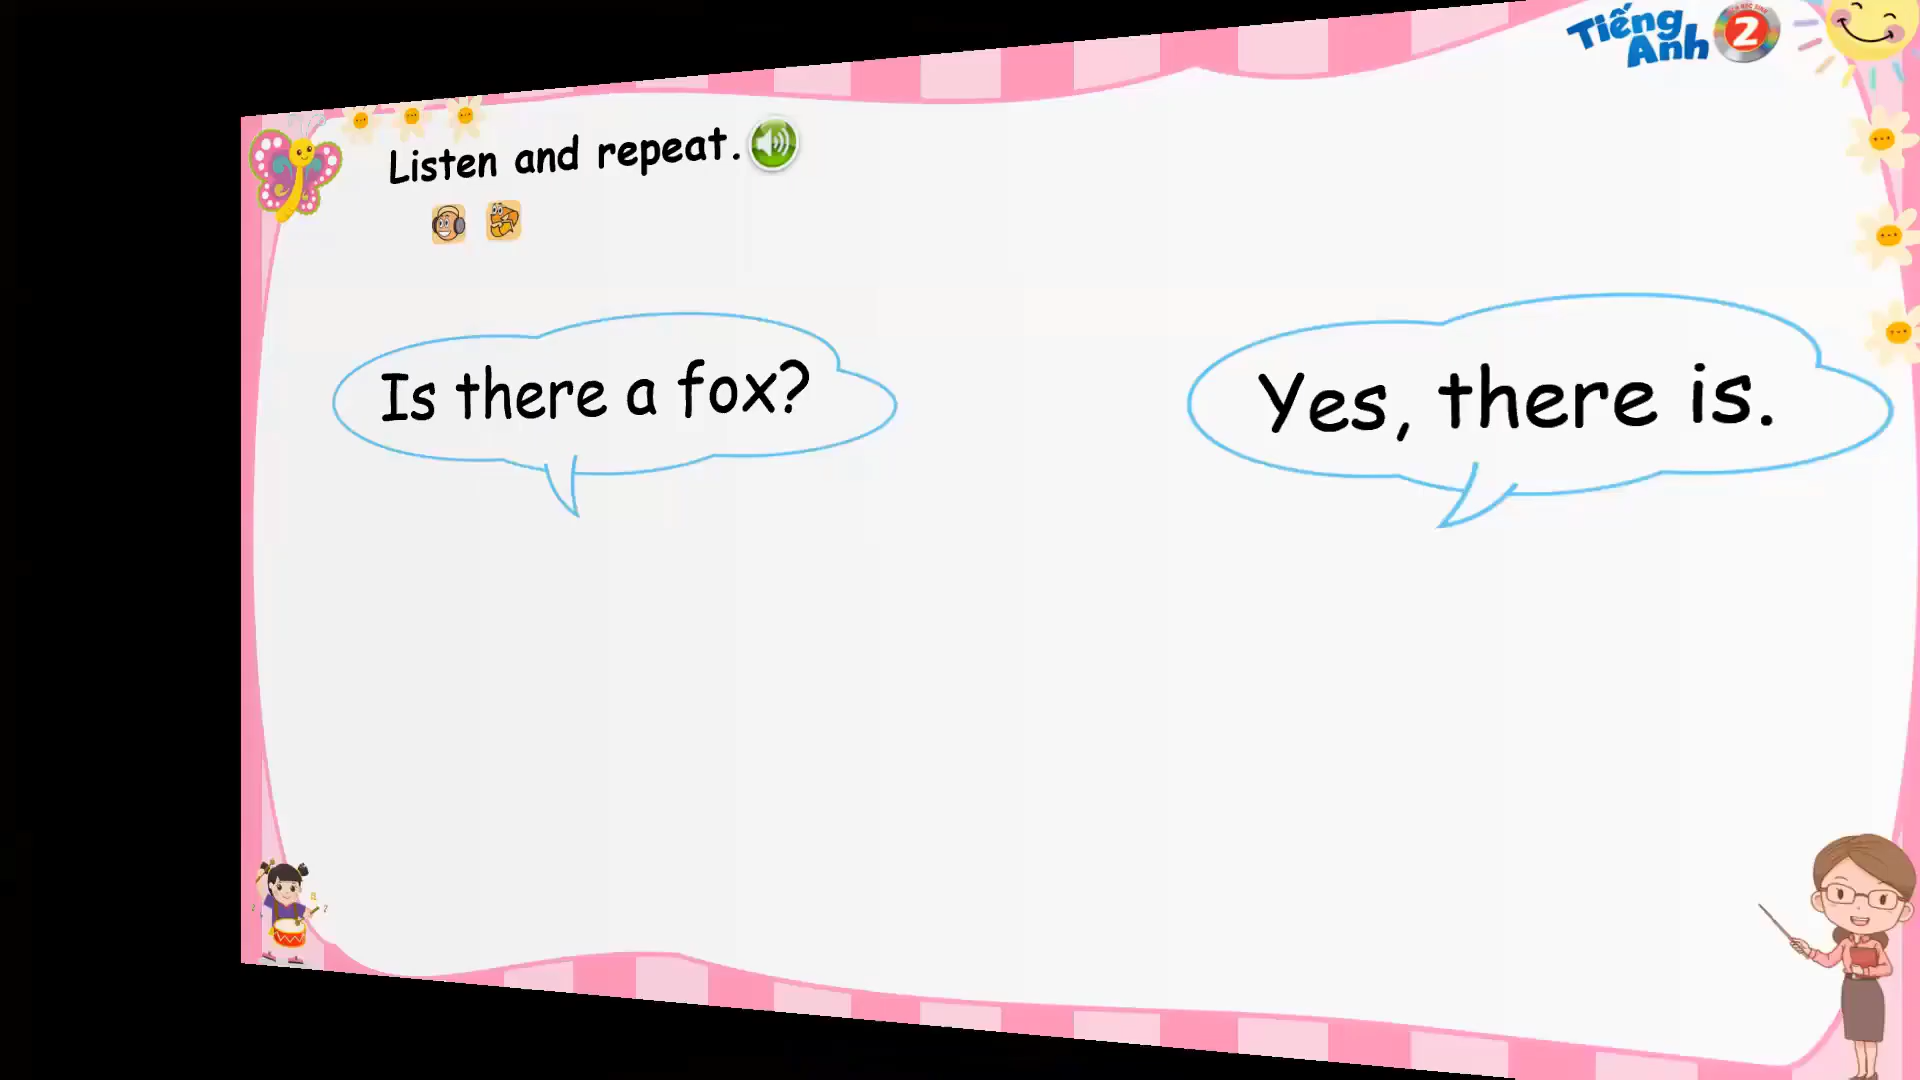 Tiếng
Anh 2
Listen and repeat.
Is there a fox?
Yes, there is.